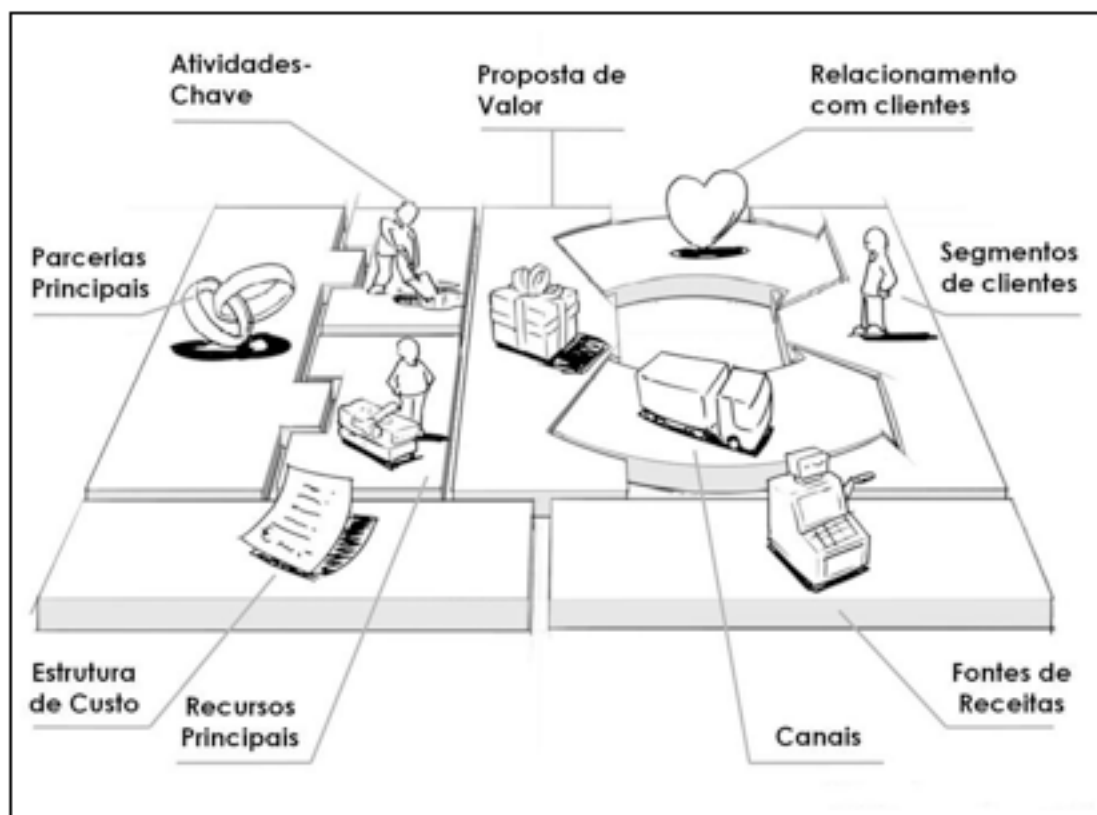 Atividades-
Chave
Proposta de
Valor
Relacionamento
com clientes
Parcerias
Principais
Segmentos
de clientes
Estrutura
de Custo
Recursos
Principais
Canais
Fontes de
Receitas